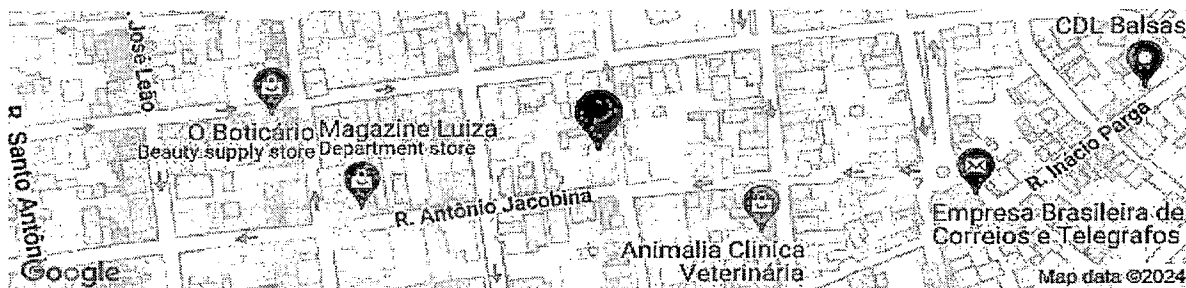 CDL Balsas
José Leão
R. Santo Antônio
O Boticário
Beauty supply store
Magazine Luiza
Department store
R. Inácio Parga
R. Antônio Jacobina
Empresa Brasileira de
Correios e Telegrafos
Animália Clínica
Veterinária
Google
Map data ©2024